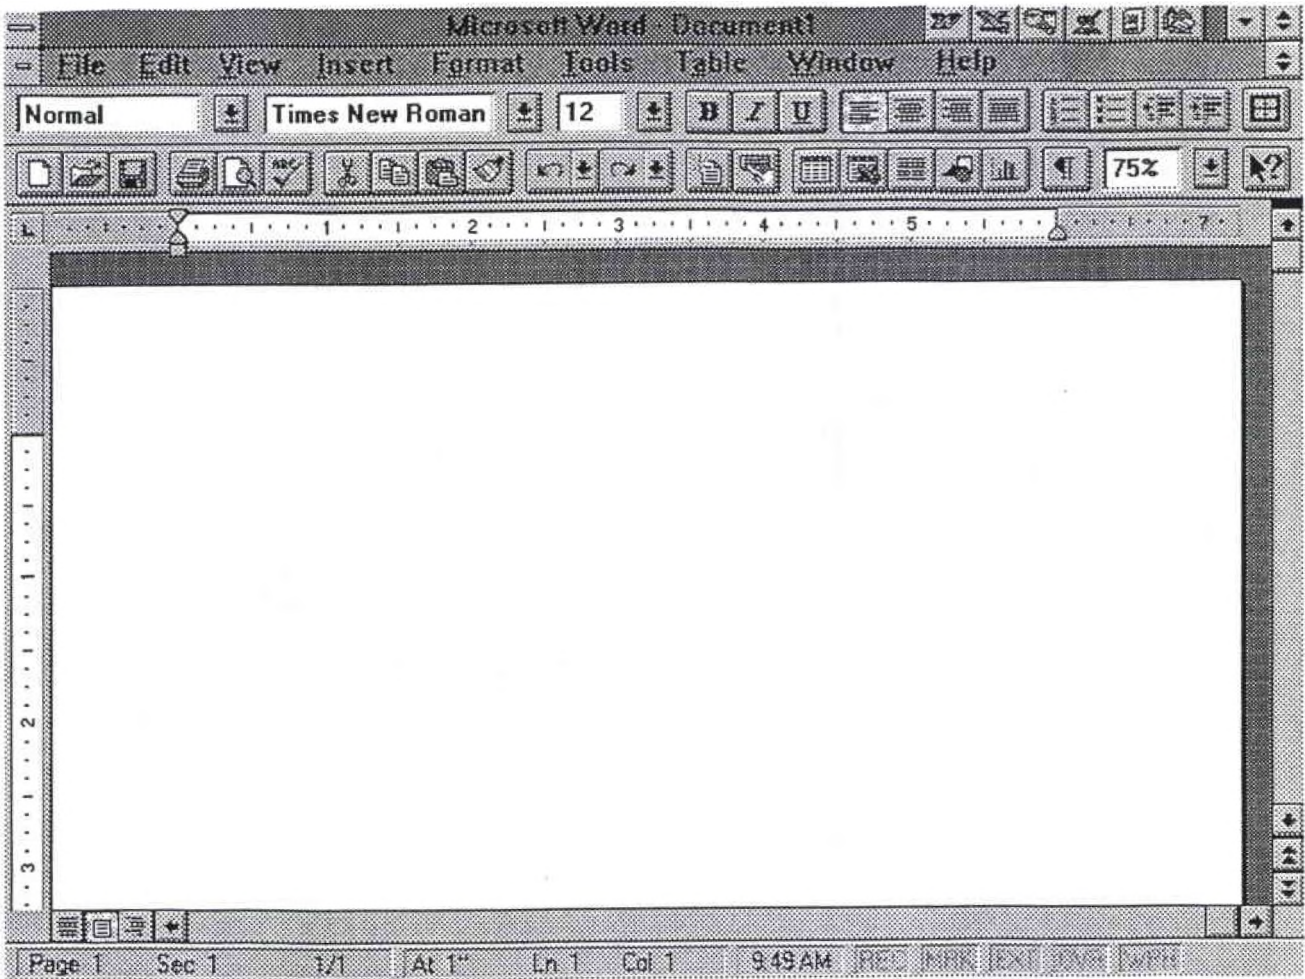 Microsoft Word - Document1
File Edit View Insert Format Tools Table Window Help
Normal Times New Roman 12 B I U
ABC ¶ 75% ?
L 1 2 3 4 5 7
1
2
3
Page 1 Sec 1 1/1 At 1" Ln 1 Col 1 9:49 AM REC MRK EXT OVR WPH